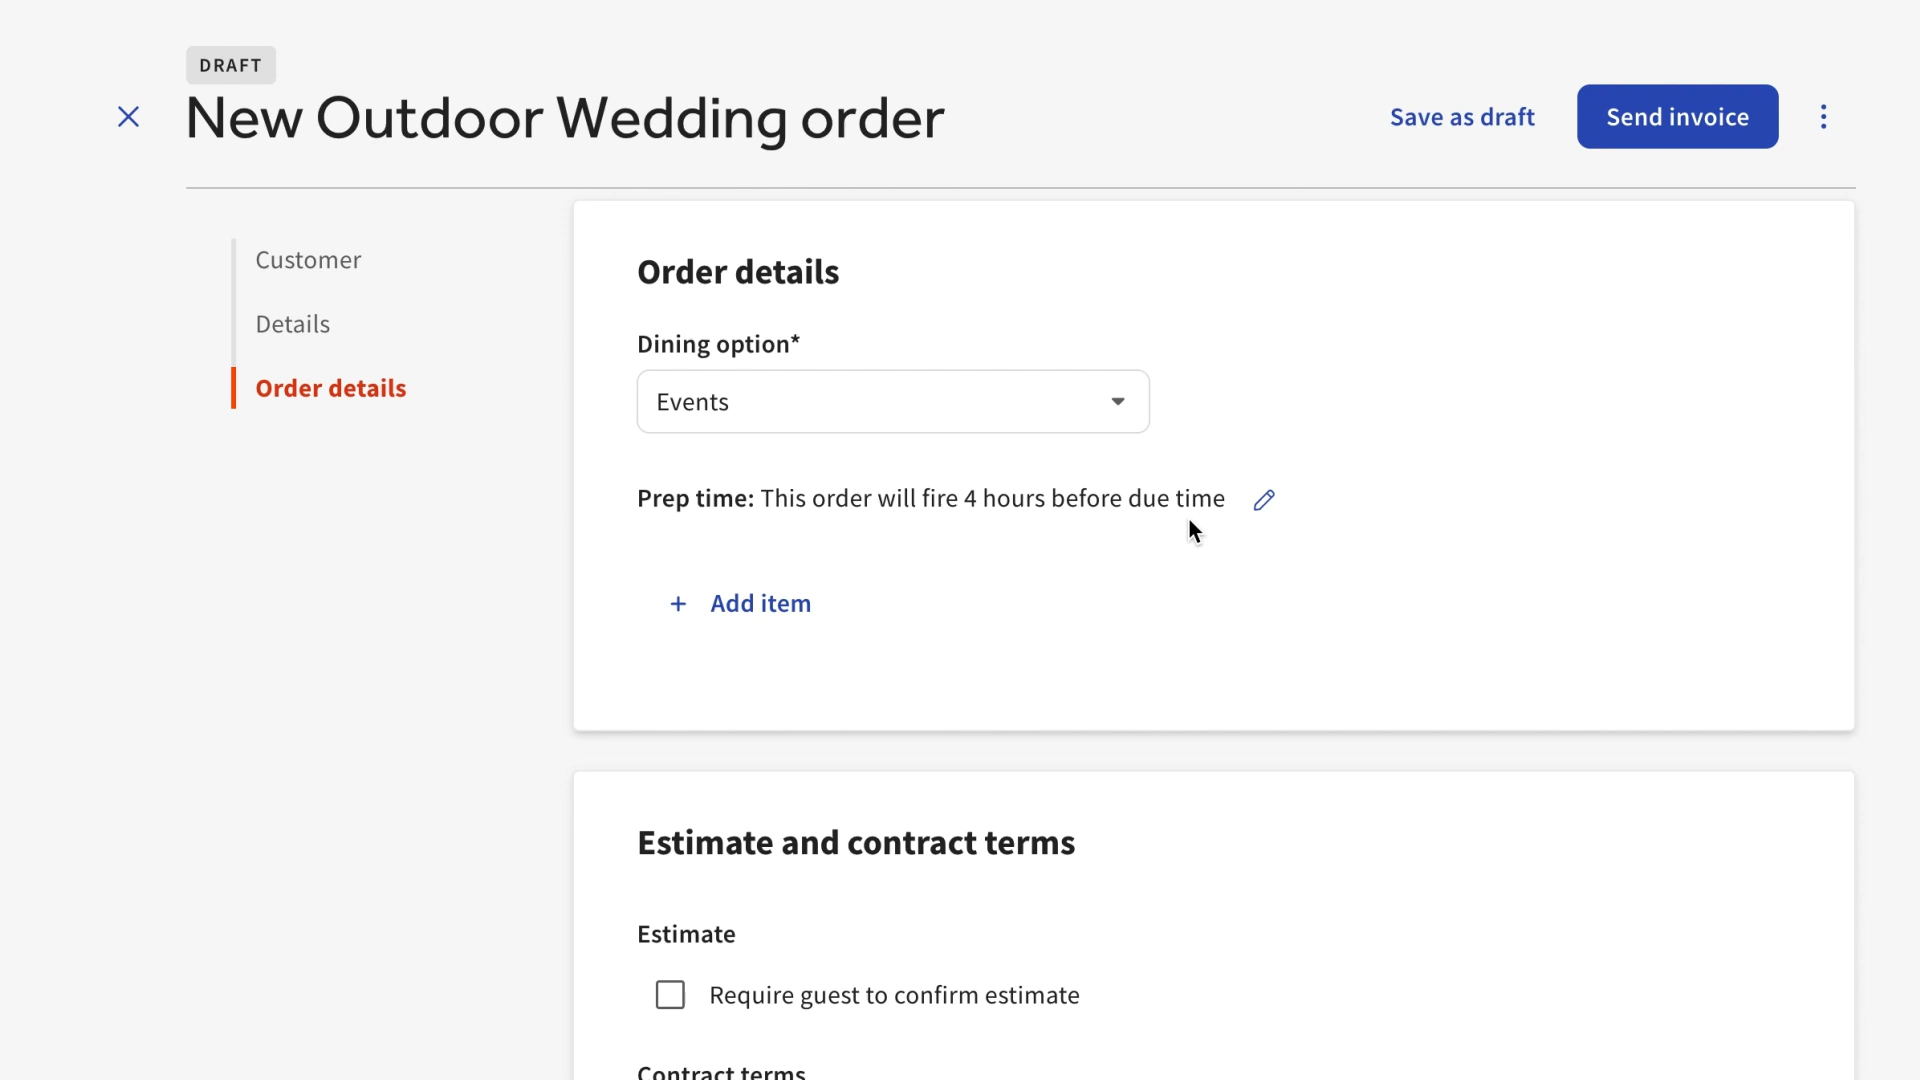 DRAFT
New Outdoor Wedding order
Save as draft
Send invoice
Customer
Details
Order details
Order details
Dining option*
Events
Prep time: This order will fire 4 hours before due time
+ Add item
Estimate and contract terms
Estimate
Require guest to confirm estimate
Contract terms